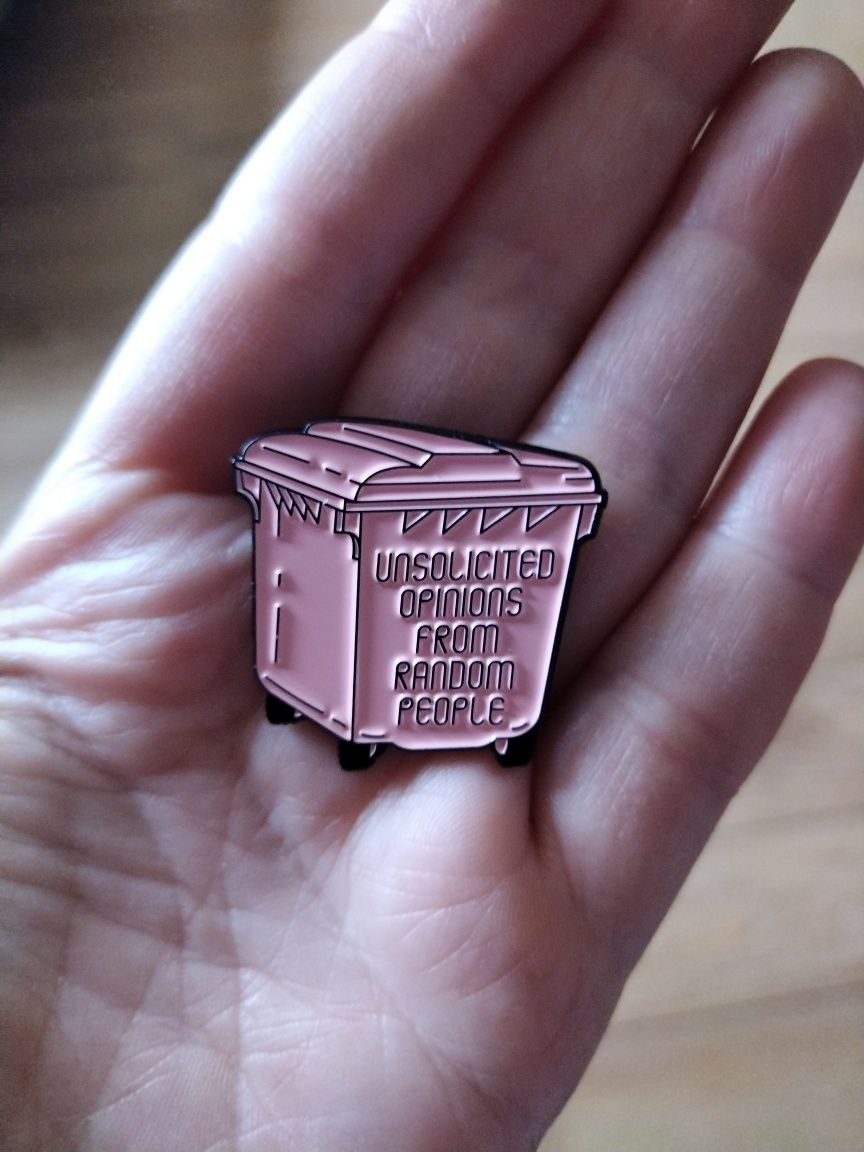 UNSOLICITED
OPINIONS
FROM
RANDOM
PEOPLE